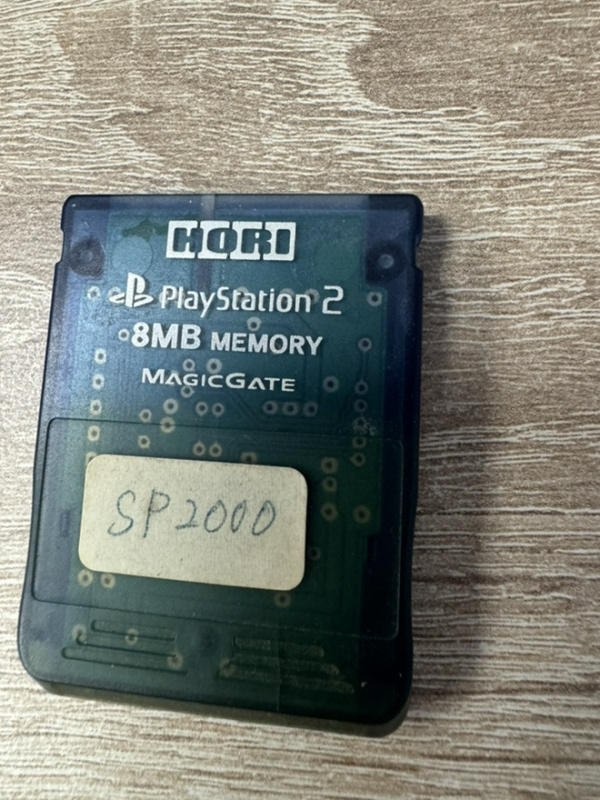 HORI
PlayStation 2
8MB MEMORY
MAGICGATE
SP2000